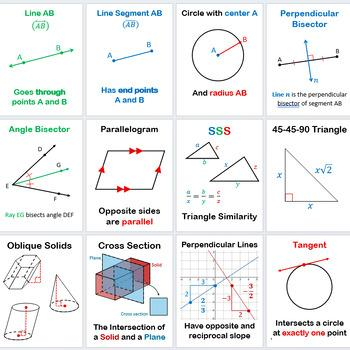 Line AB
(AB)
A
B
Goes through
points A and B
Line Segment AB
(AB)
A
B
Has end points
A and B
Circle with center A
A
B
And radius AB
Perpendicular
Bisector
A
B
n
Line n is the perpendicular
bisector of segment AB
Angle Bisector
D
G
E
F
Ray EG bisects angle DEF
Parallelogram
Opposite sides
are parallel
SSS
a
c
b
x
z
y
a/x = b/y = c/z
Triangle Similarity
45-45-90 Triangle
x
x√2
x
Oblique Solids
Cross Section
Plane
Solid
Cross section
The Intersection of
a Solid and a Plane
Perpendicular Lines
2
3
2/3
-3
2
-3/2
Have opposite and
reciprocal slope
Tangent
Intersects a circle
at exactly one point